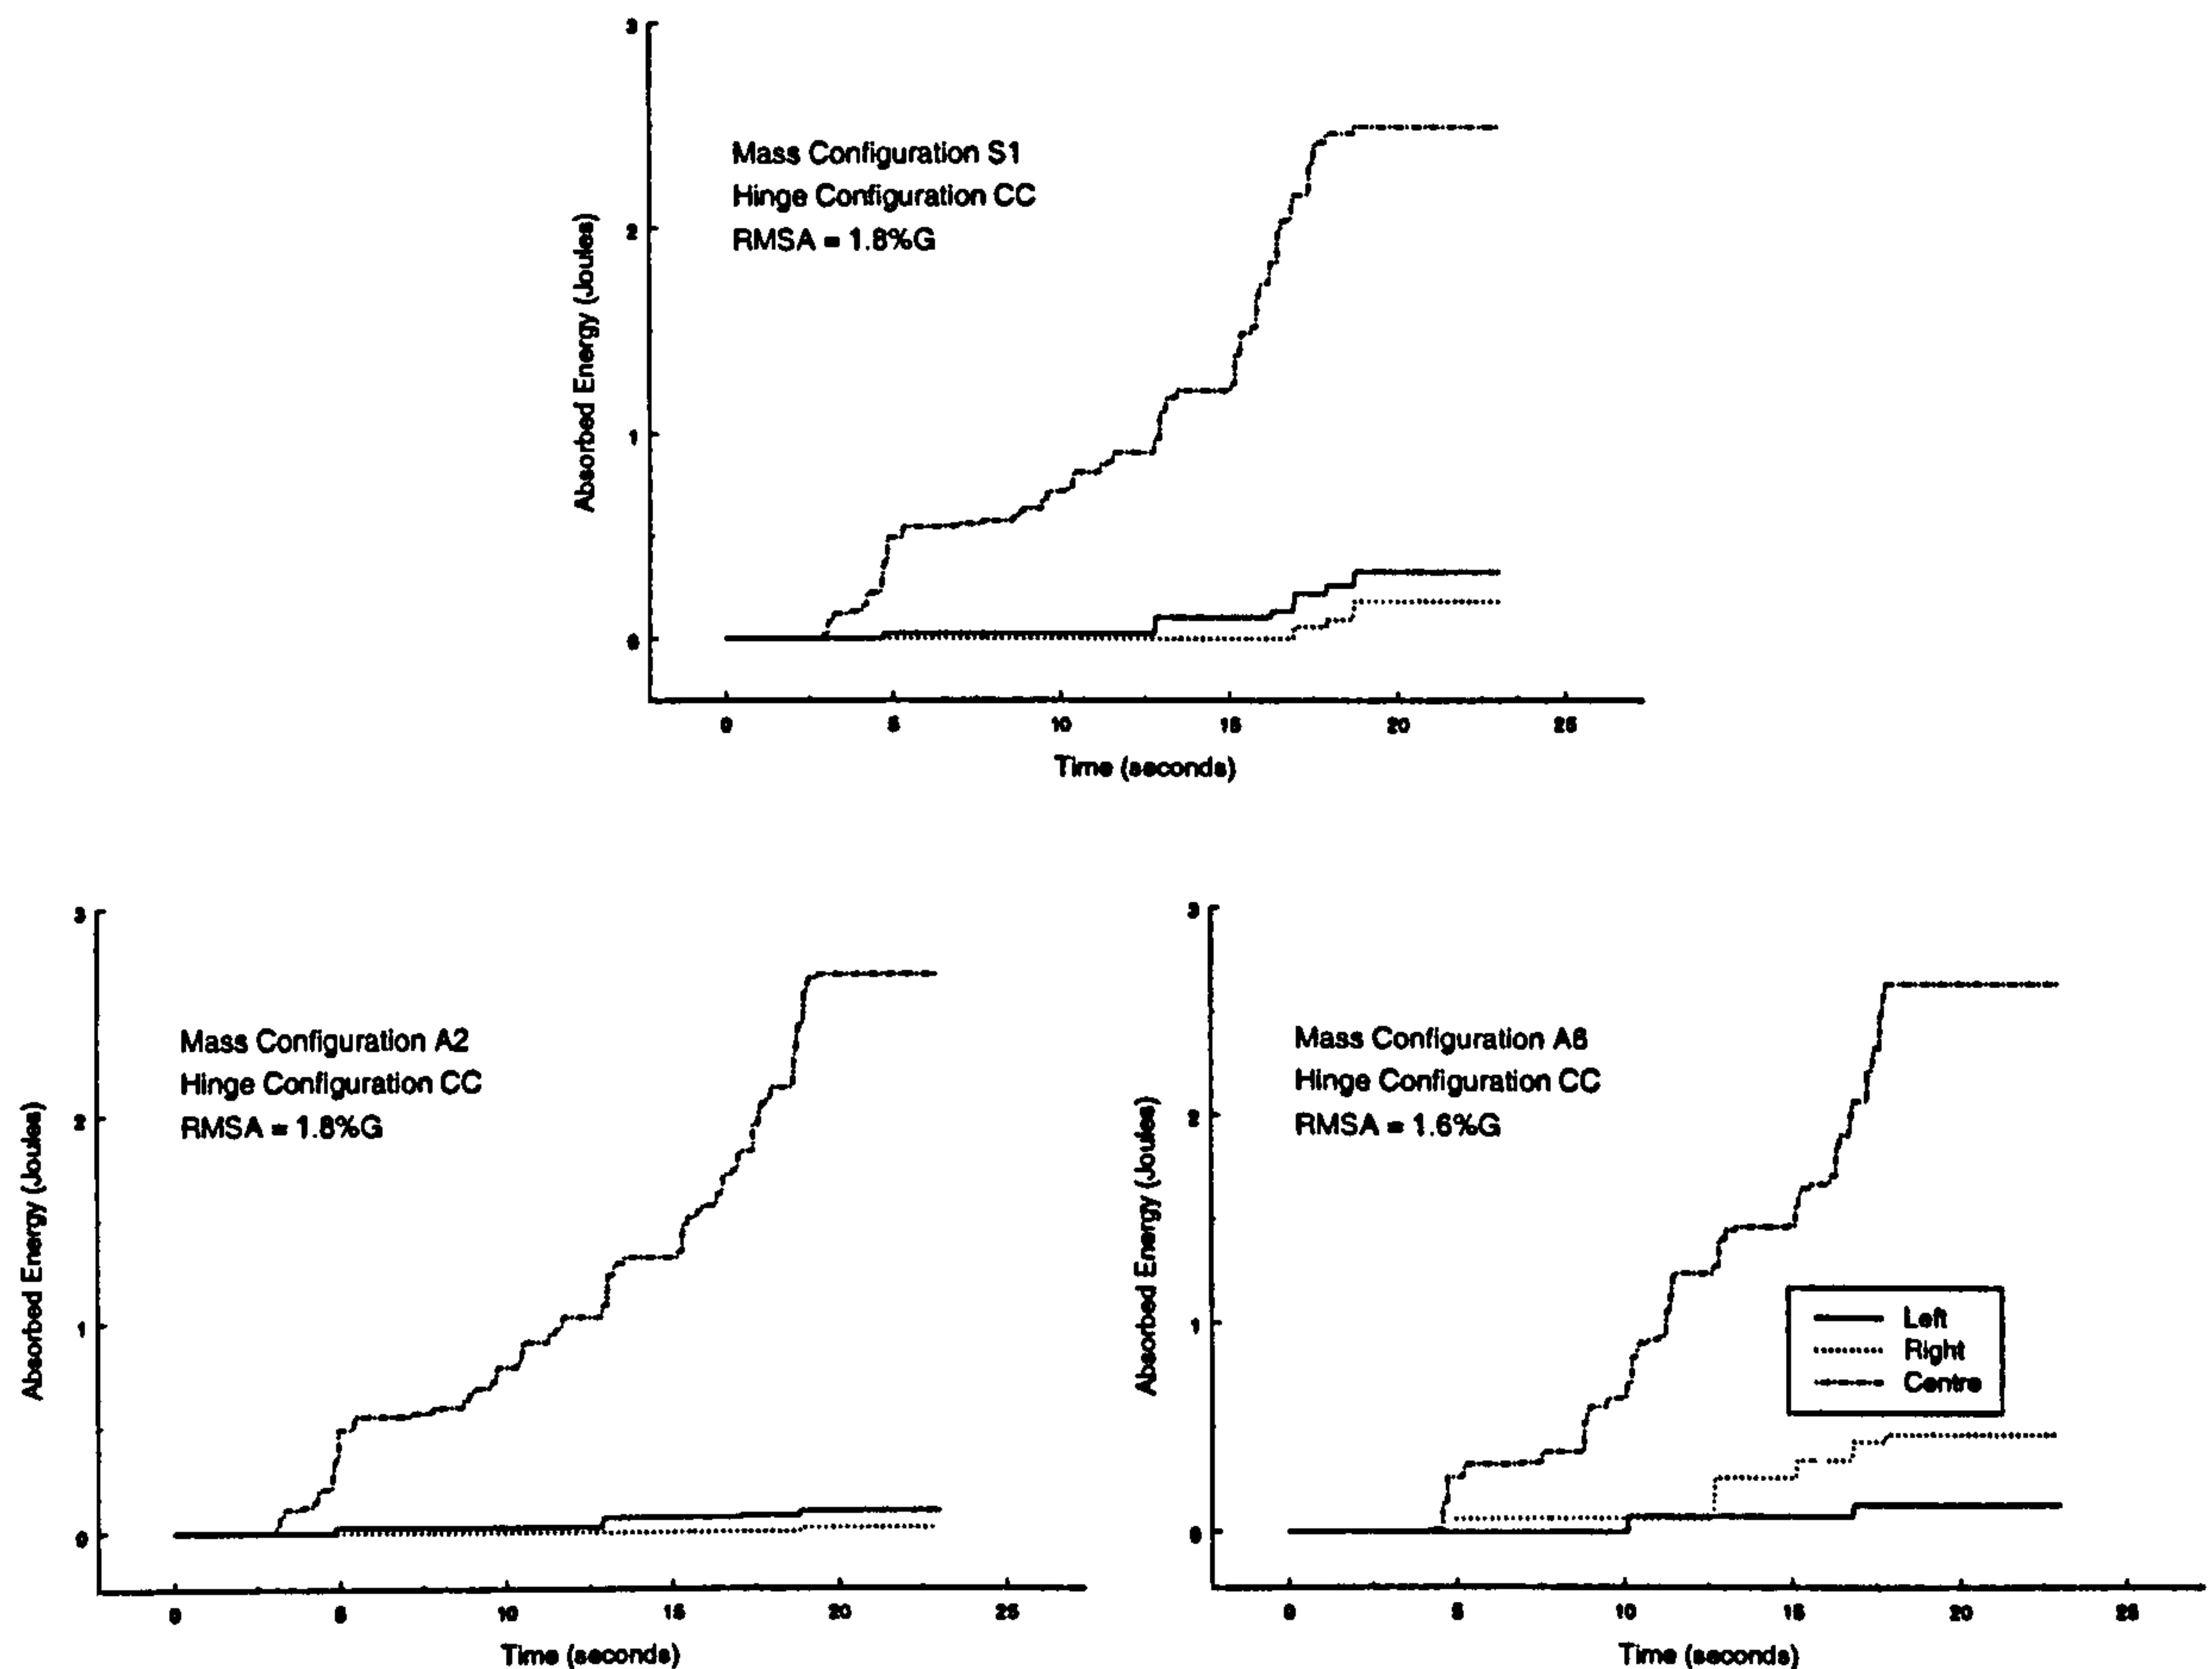 3
Mass Configuration S1
Hinge Configuration CC
RMSA = 1.8%G
2
Absorbed Energy (Joules)
1
0
0 5 10 15 20 25
Time (seconds)
3
Mass Configuration A2
Hinge Configuration CC
RMSA = 1.8%G
2
Absorbed Energy (Joules)
1
0
0 5 10 15 20 25
Time (seconds)
3
Mass Configuration A6
Hinge Configuration CC
RMSA = 1.6%G
2
Absorbed Energy (Joules)
1
Left
Right
Centre
0
0 5 10 15 20 25
Time (seconds)